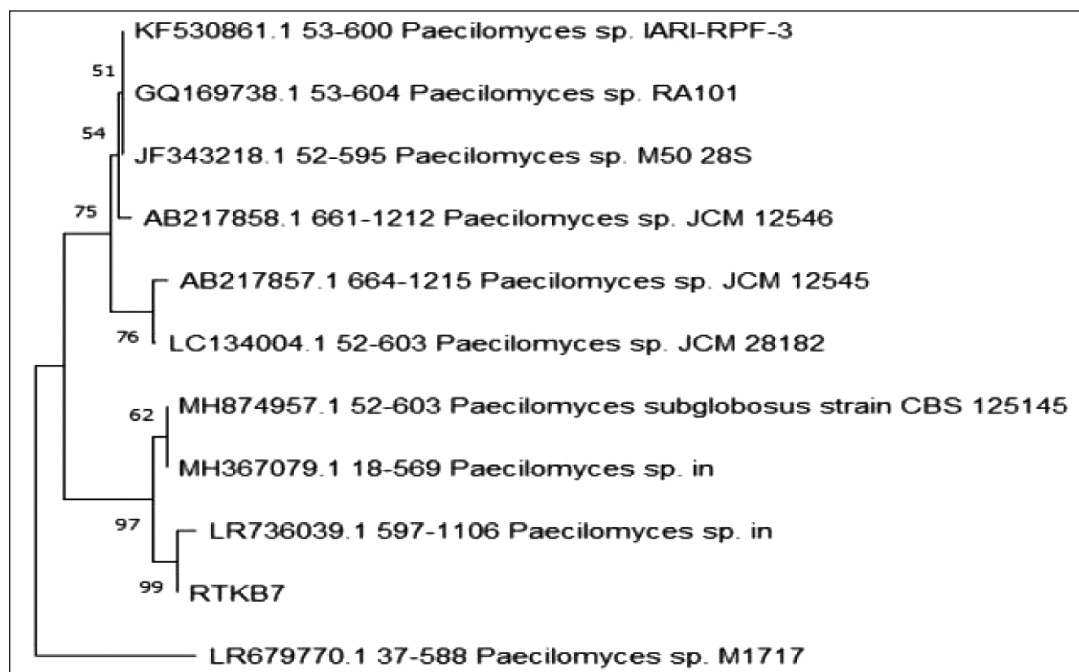 KF530861.1 53-600 Paecilomyces sp. IARI-RPF-3
51
GQ169738.1 53-604 Paecilomyces sp. RA101
54
JF343218.1 52-595 Paecilomyces sp. M50 28S
75
AB217858.1 661-1212 Paecilomyces sp. JCM 12546
AB217857.1 664-1215 Paecilomyces sp. JCM 12545
76
LC134004.1 52-603 Paecilomyces sp. JCM 28182
MH874957.1 52-603 Paecilomyces subglobosus strain CBS 125145
62
MH367079.1 18-569 Paecilomyces sp. in
97
LR736039.1 597-1106 Paecilomyces sp. in
99
RTKB7
LR679770.1 37-588 Paecilomyces sp. M1717